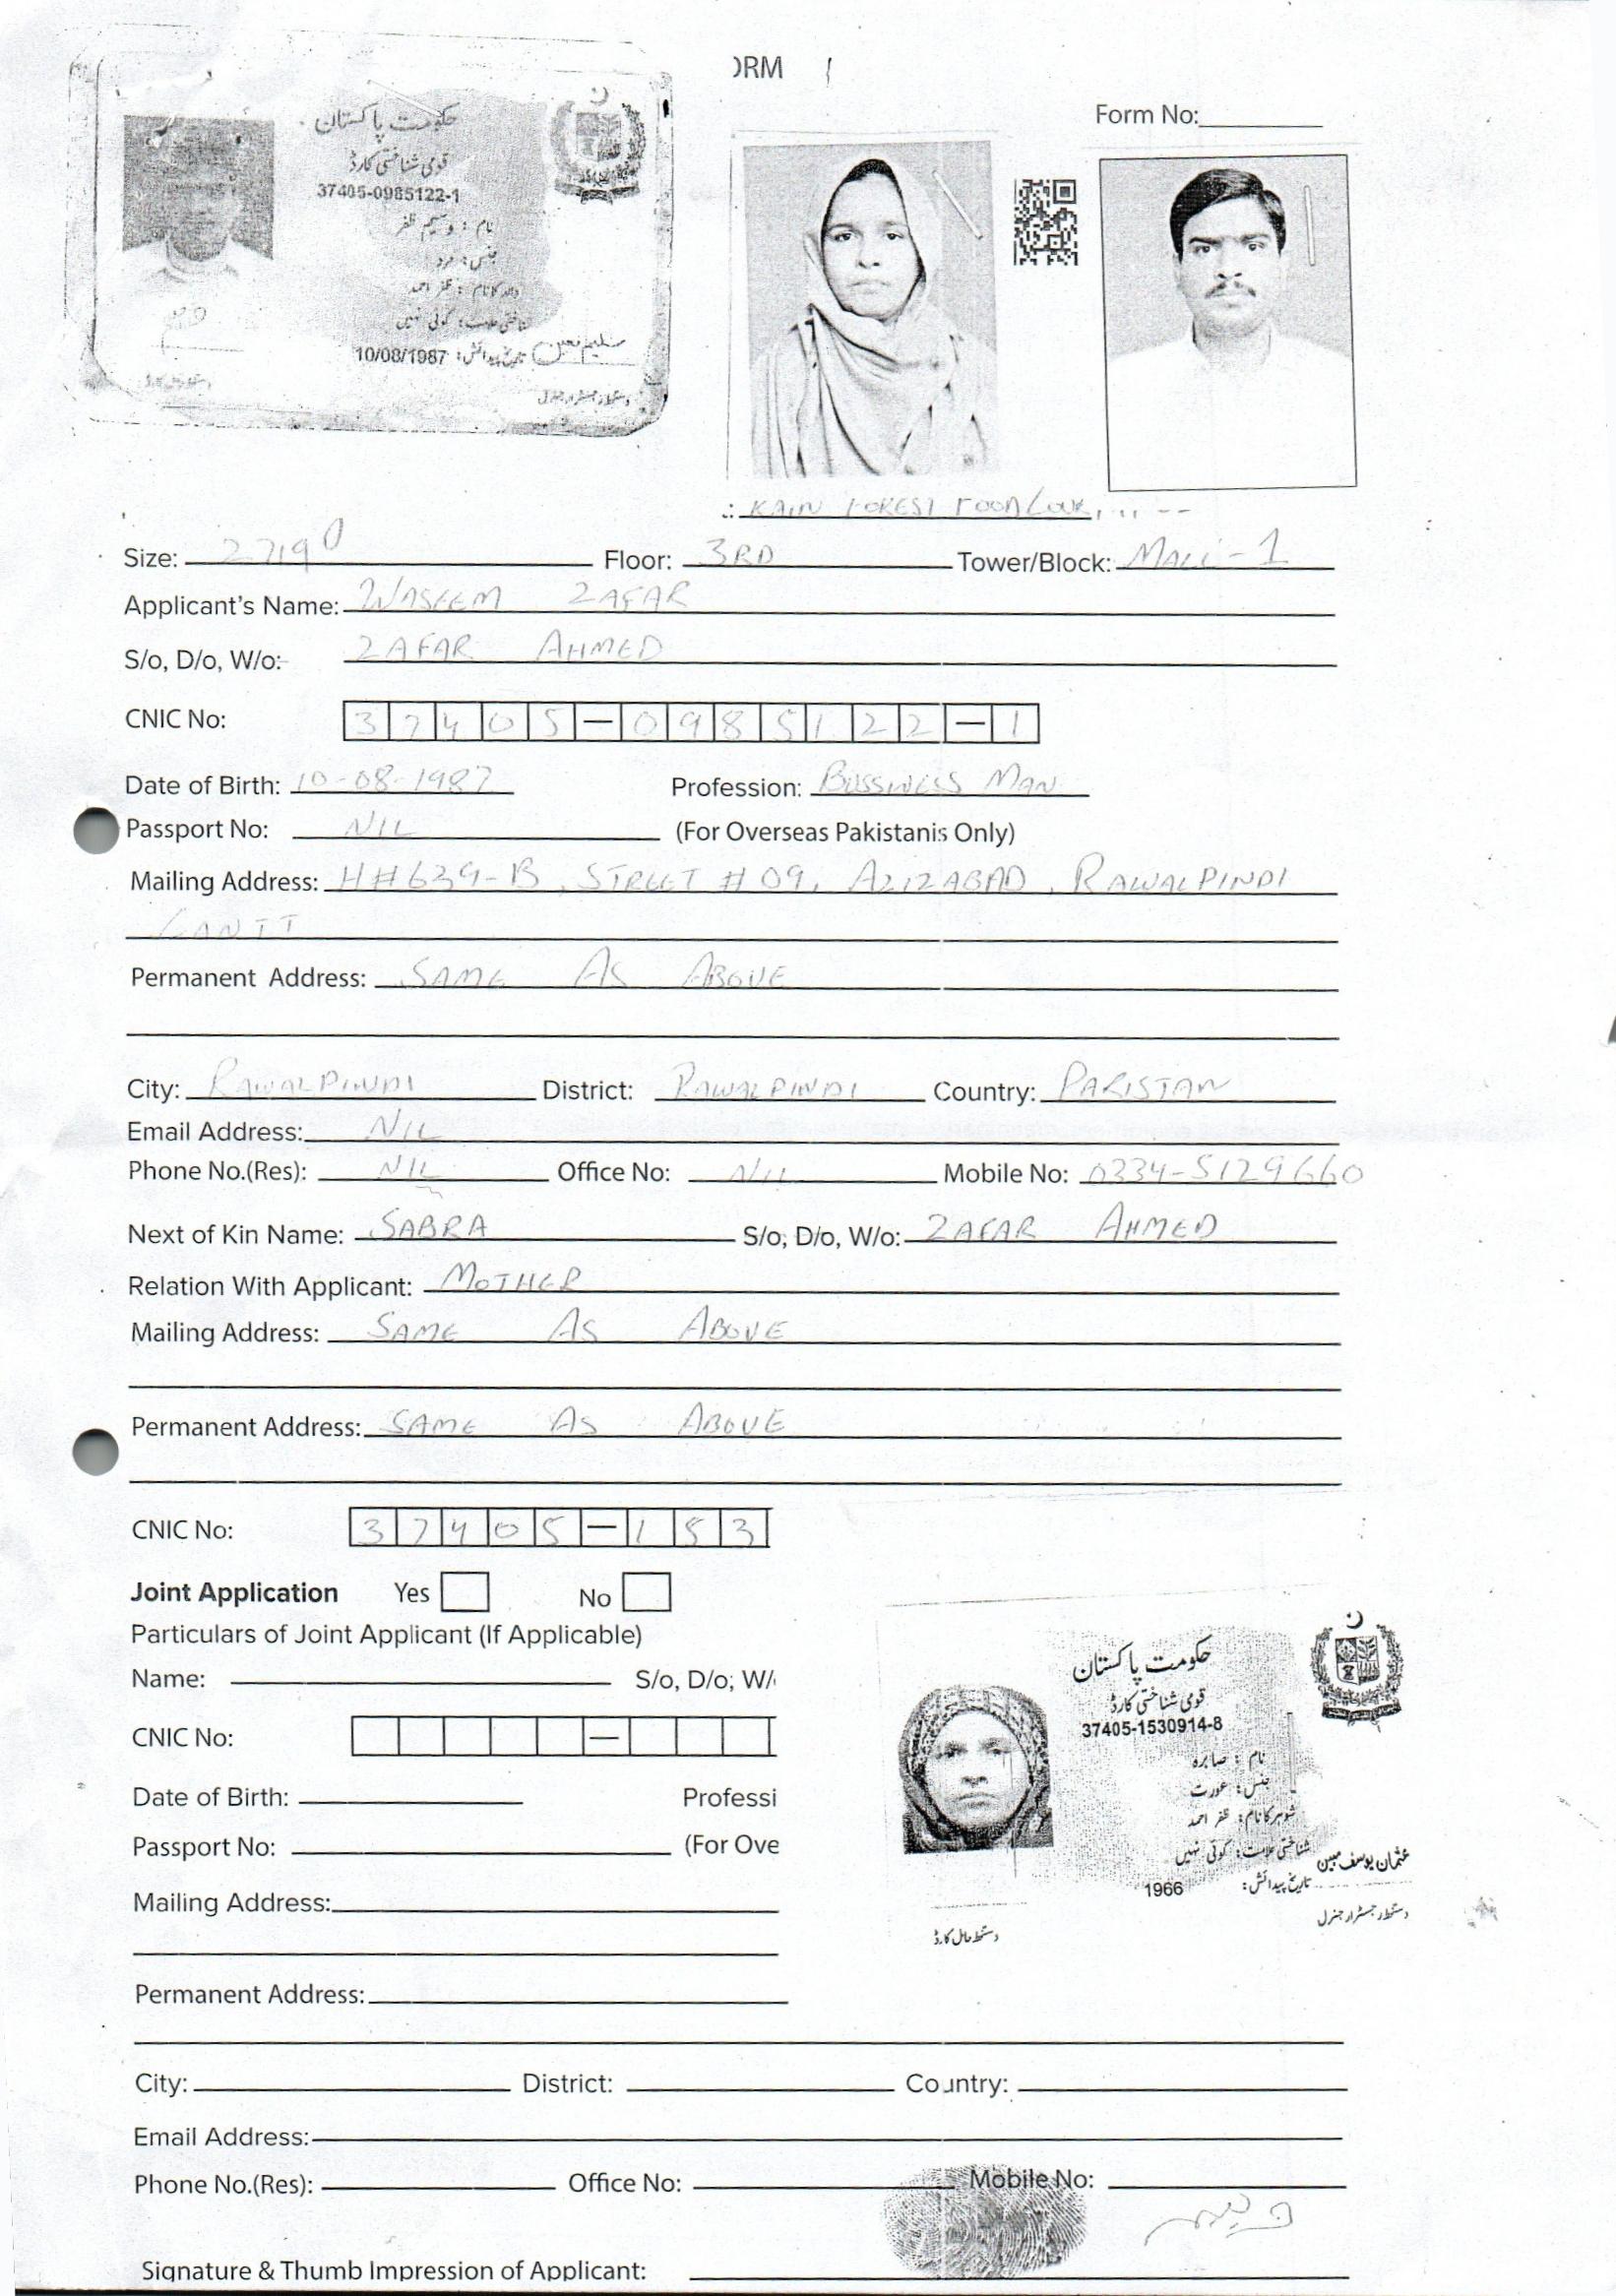 ORM
Form No:
حکومت پاکستان
قومی شناختی کارڈ
37405-0985122-1
نام : وسیم ظفر
جنس : مرد
والد کا نام : ظفر احمد
شناختی علامت : کوئی نہیں
تاریخ پیدائش : 10/08/1987
دستخط رجسٹرار جنرل
RAIN FOREST FOOD
Size: 2719 Floor: 3RD Tower/Block: MALL-1
Applicant's Name: WASEEM ZAFAR
S/o, D/o, W/o: ZAFAR AHMED
CNIC No: 37405-0985122-1
Date of Birth: 10-08-1987 Profession: BUSSINESS MAN
Passport No: NIL (For Overseas Pakistanis Only)
Mailing Address: H#639-B, STREET #09, AZIZABAD, RAWALPINDI
CANTT
Permanent Address: SAME AS ABOVE
City: RAWALPINDI District: RAWALPINDI Country: PAKISTAN
Email Address: NIL
Phone No.(Res): NIL Office No: NIL Mobile No: 0334-5129660
Next of Kin Name: SABRA S/o, D/o, W/o: ZAFAR AHMED
Relation With Applicant: MOTHER
Mailing Address: SAME AS ABOVE
Permanent Address: SAME AS ABOVE
CNIC No: 37405-153
Joint Application Yes No
Particulars of Joint Applicant (If Applicable)
Name: S/o, D/o, W/
CNIC No: –
Date of Birth: Professi
Passport No: (For Ove
Mailing Address:
Permanent Address:
حکومت پاکستان
قومی شناختی کارڈ
37405-1530914-8
نام : صابرہ
جنس : عورت
شوہر کا نام : ظفر احمد
شناختی علامت : کوئی نہیں
عثمان یوسف مبین
تاریخ پیدائش : 1966
دستخط رجسٹرار جنرل
دستخط حامل کارڈ
City: District: Country:
Email Address:
Phone No.(Res): Office No: Mobile No:
Signature & Thumb Impression of Applicant: